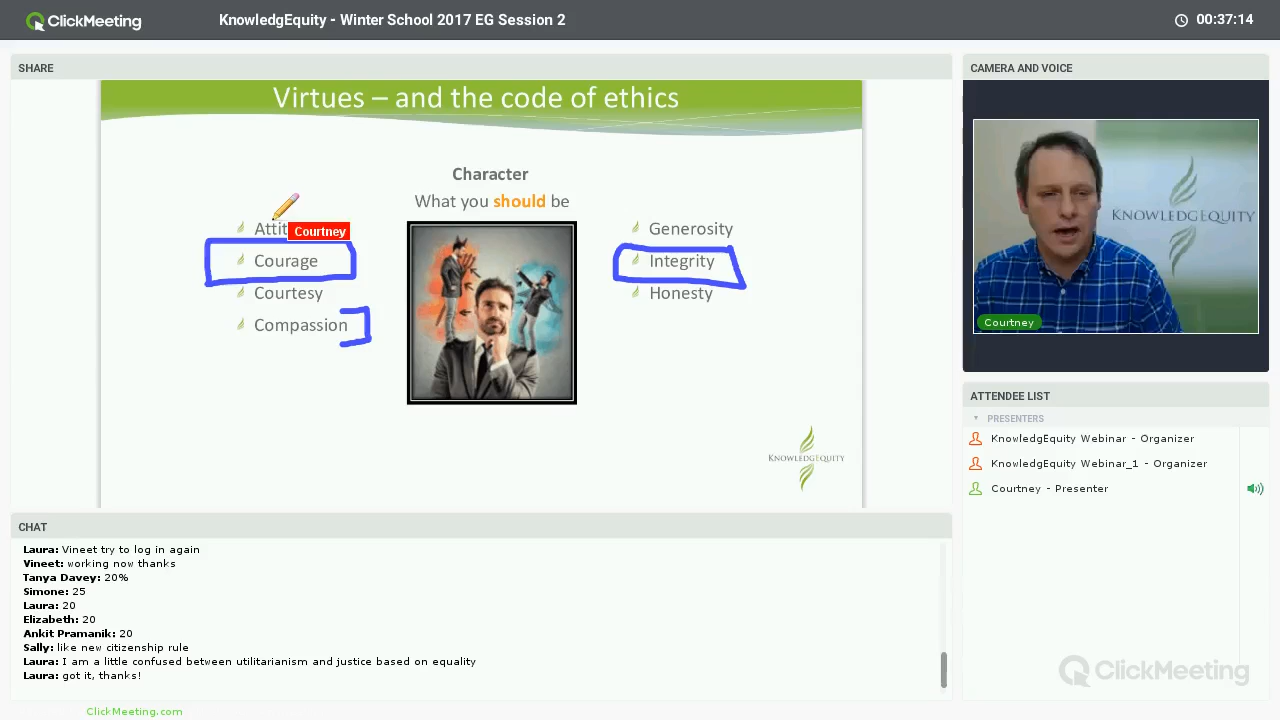 ClickMeeting
KnowledgEquity - Winter School 2017 EG Session 2
00:37:14
SHARE
Virtues – and the code of ethics
Character
What you should be
Courtney
Courage
Courtesy
Compassion
Generosity
Integrity
Honesty
KNOWLEDGEQUITY
CAMERA AND VOICE
KNOWLEDGEQUITY
Courtney
ATTENDEE LIST
PRESENTERS
KnowledgEquity Webinar - Organizer
KnowledgEquity Webinar_1 - Organizer
Courtney - Presenter
CHAT
Laura: Vineet try to log in again
Vineet: working now thanks
Tanya Davey: 20%
Simone: 25
Laura: 20
Elizabeth: 20
Ankit Pramanik: 20
Sally: like new citizenship rule
Laura: I am a little confused between utilitarianism and justice based on equality
Laura: got it, thanks!
ClickMeeting
ClickMeeting.com